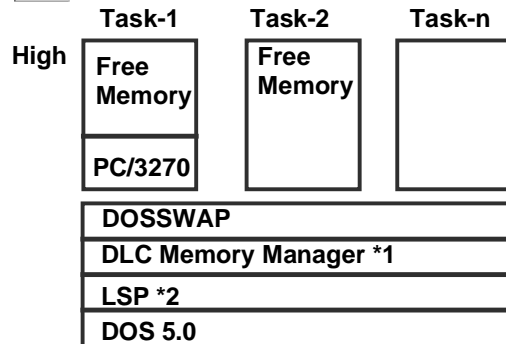 Task-1 Task-2 Task-n
High
Free Memory
PC/3270
Free Memory
DOSSWAP
DLC Memory Manager *1
LSP *2
DOS 5.0